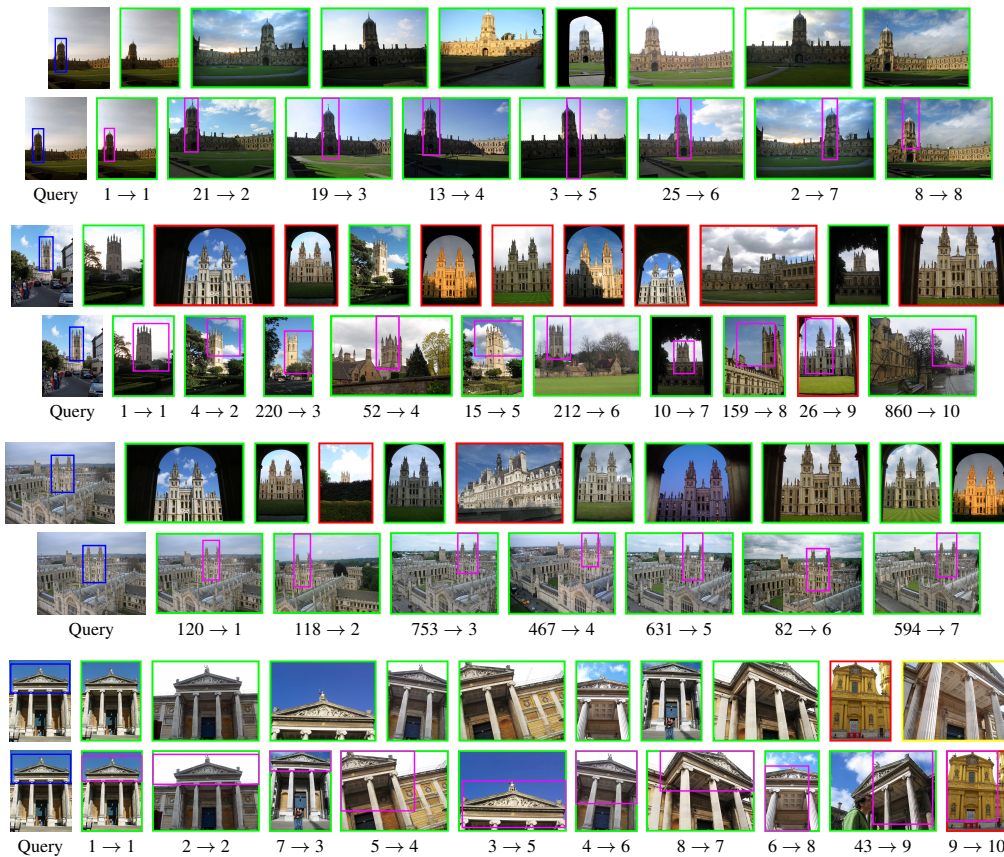 Query 1 → 1 21 → 2 19 → 3 13 → 4 3 → 5 25 → 6 2 → 7 8 → 8
Query 1 → 1 4 → 2 220 → 3 52 → 4 15 → 5 212 → 6 10 → 7 159 → 8 26 → 9 860 → 10
Query 120 → 1 118 → 2 753 → 3 467 → 4 631 → 5 82 → 6 594 → 7
Query 1 → 1 2 → 2 7 → 3 5 → 4 3 → 5 4 → 6 8 → 7 6 → 8 43 → 9 9 → 10